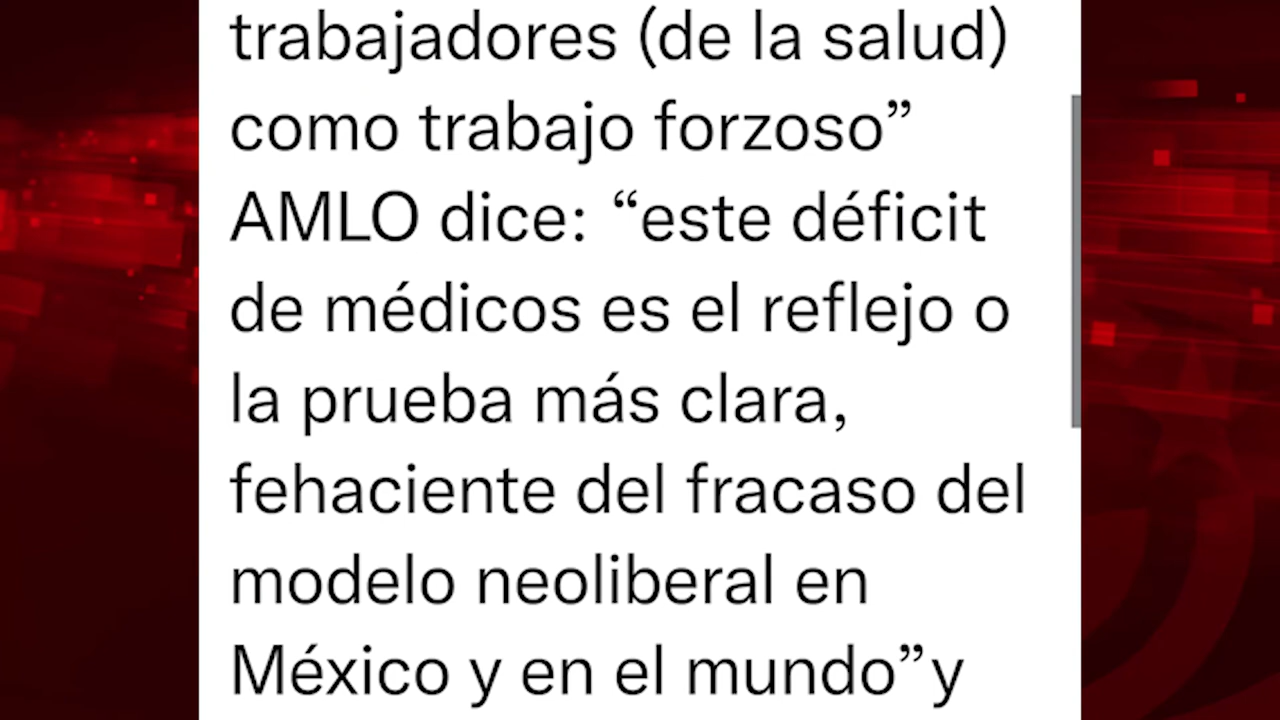 trabajadores (de la salud)
como trabajo forzoso”
AMLO dice: “este déficit
de médicos es el reflejo o
la prueba más clara,
fehaciente del fracaso del
modelo neoliberal en
México y en el mundo”y